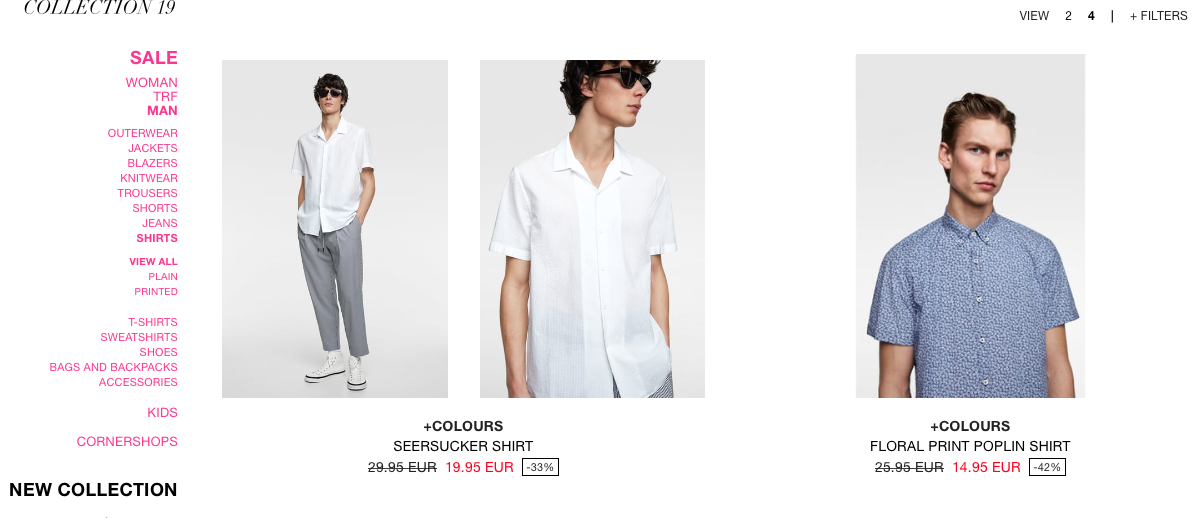 COLLECTION 19
VIEW 2 4 | + FILTERS
SALE
WOMAN
TRF
MAN
OUTERWEAR
JACKETS
BLAZERS
KNITWEAR
TROUSERS
SHORTS
JEANS
SHIRTS
VIEW ALL
PLAIN
PRINTED
T-SHIRTS
SWEATSHIRTS
SHOES
BAGS AND BACKPACKS
ACCESSORIES
KIDS
CORNERSHOPS
NEW COLLECTION
+COLOURS
SEERSUCKER SHIRT
29.95 EUR 19.95 EUR -33%
+COLOURS
FLORAL PRINT POPLIN SHIRT
25.95 EUR 14.95 EUR -42%